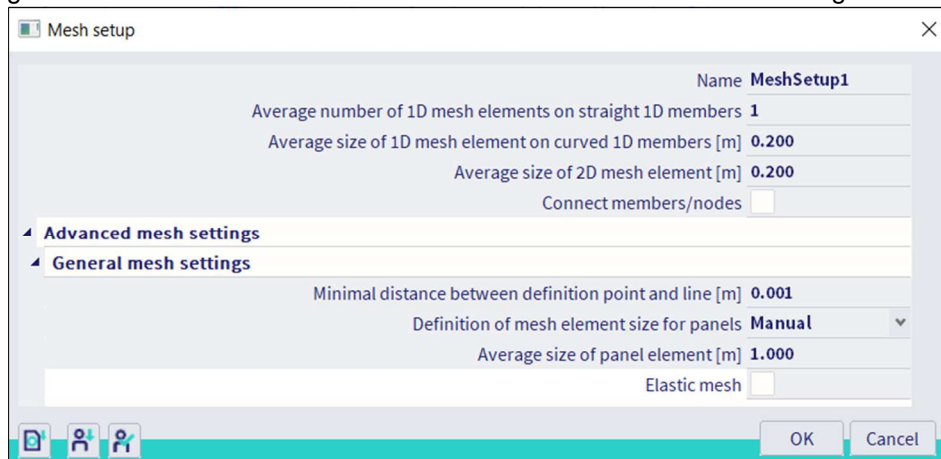 Mesh setup
Name MeshSetup1
Average number of 1D mesh elements on straight 1D members 1
Average size of 1D mesh element on curved 1D members [m] 0.200
Average size of 2D mesh element [m] 0.200
Connect members/nodes
Advanced mesh settings
General mesh settings
Minimal distance between definition point and line [m] 0.001
Definition of mesh element size for panels Manual
Average size of panel element [m] 1.000
Elastic mesh
OK Cancel